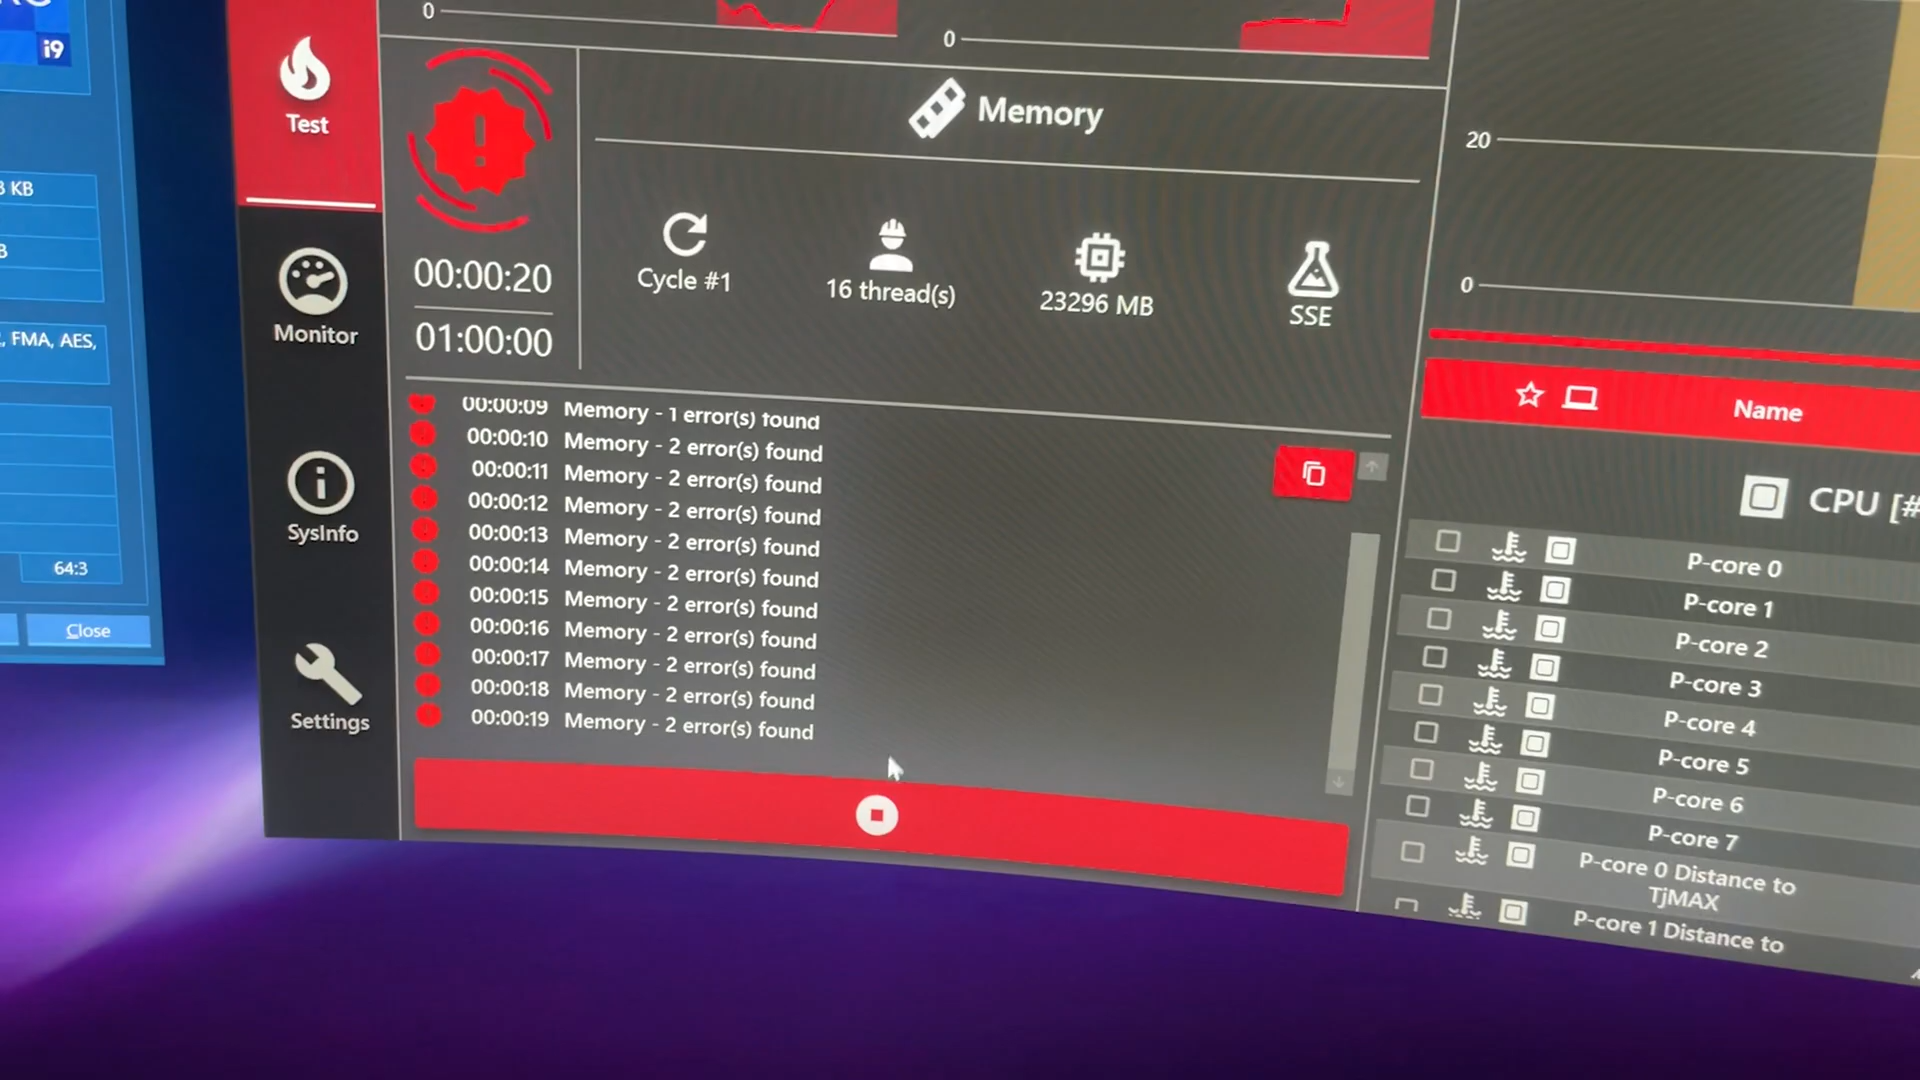 i9
3 KB
B
, FMA, AES,
64:3
Close
Test
Monitor
SysInfo
Settings
0
0
00:00:20
01:00:00
Memory
Cycle #1
16 thread(s)
23296 MB
SSE
00:00:09 Memory - 1 error(s) found
00:00:10 Memory - 2 error(s) found
00:00:11 Memory - 2 error(s) found
00:00:12 Memory - 2 error(s) found
00:00:13 Memory - 2 error(s) found
00:00:14 Memory - 2 error(s) found
00:00:15 Memory - 2 error(s) found
00:00:16 Memory - 2 error(s) found
00:00:17 Memory - 2 error(s) found
00:00:18 Memory - 2 error(s) found
00:00:19 Memory - 2 error(s) found
20
0
Name
CPU [#
P-core 0
P-core 1
P-core 2
P-core 3
P-core 4
P-core 5
P-core 6
P-core 7
P-core 0 Distance to
TjMAX
P-core 1 Distance to